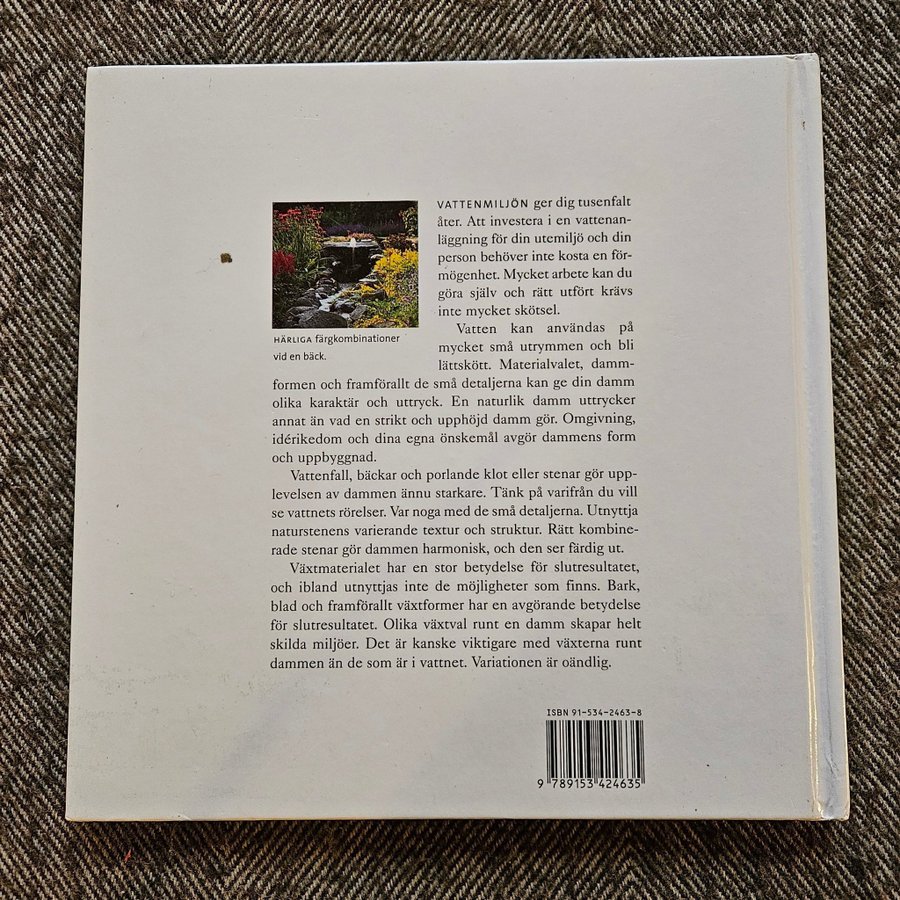 VATTENMILJÖN ger dig tusenfalt
åter. Att investera i en vattenan-
läggning för din utemiljö och din
person behöver inte kosta en för-
mögenhet. Mycket arbete kan du
göra själv och rätt utfört krävs
inte mycket skötsel.
Vatten kan användas på
mycket små utrymmen och bli
lättskött. Materialvalet, damm-
formen och framförallt de små detaljerna kan ge din damm
olika karaktär och uttryck. En naturlik damm uttrycker
annat än vad en strikt och upphöjd damm gör. Omgivning,
idérikedom och dina egna önskemål avgör dammens form
och uppbyggnad.
Vattenfall, bäckar och porlande klot eller stenar gör upp-
levelsen av dammen ännu starkare. Tänk på varifrån du vill
se vattnets rörelser. Var noga med de små detaljerna. Utnyttja
naturstenens varierande textur och struktur. Rätt kombine-
rade stenar gör dammen harmonisk, och den ser färdig ut.
Växtmaterialet har en stor betydelse för slutresultatet,
och ibland utnyttjas inte de möjligheter som finns. Bark,
blad och framförallt växtformer har en avgörande betydelse
för slutresultatet. Olika växtval runt en damm skapar helt
skilda miljöer. Det är kanske viktigare med växterna runt
dammen än de som är i vattnet. Variationen är oändlig.
HÄRLIGA färgkombinationer
vid en bäck.
ISBN 91-534-2463-8
9 789153 424635